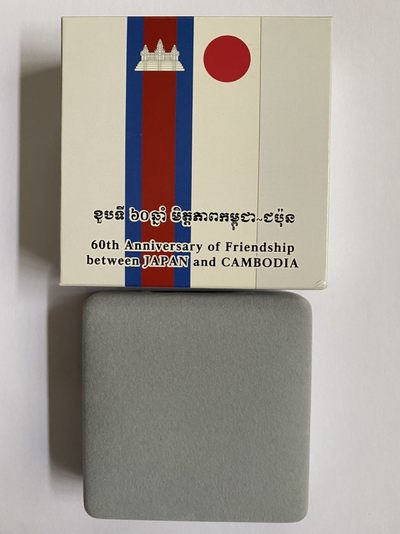 ខួបទី ៦០ឆ្នាំ មិត្តភាពកម្ពុជា~ជប៉ុន
60th Anniversary of Friendship
between JAPAN and CAMBODIA